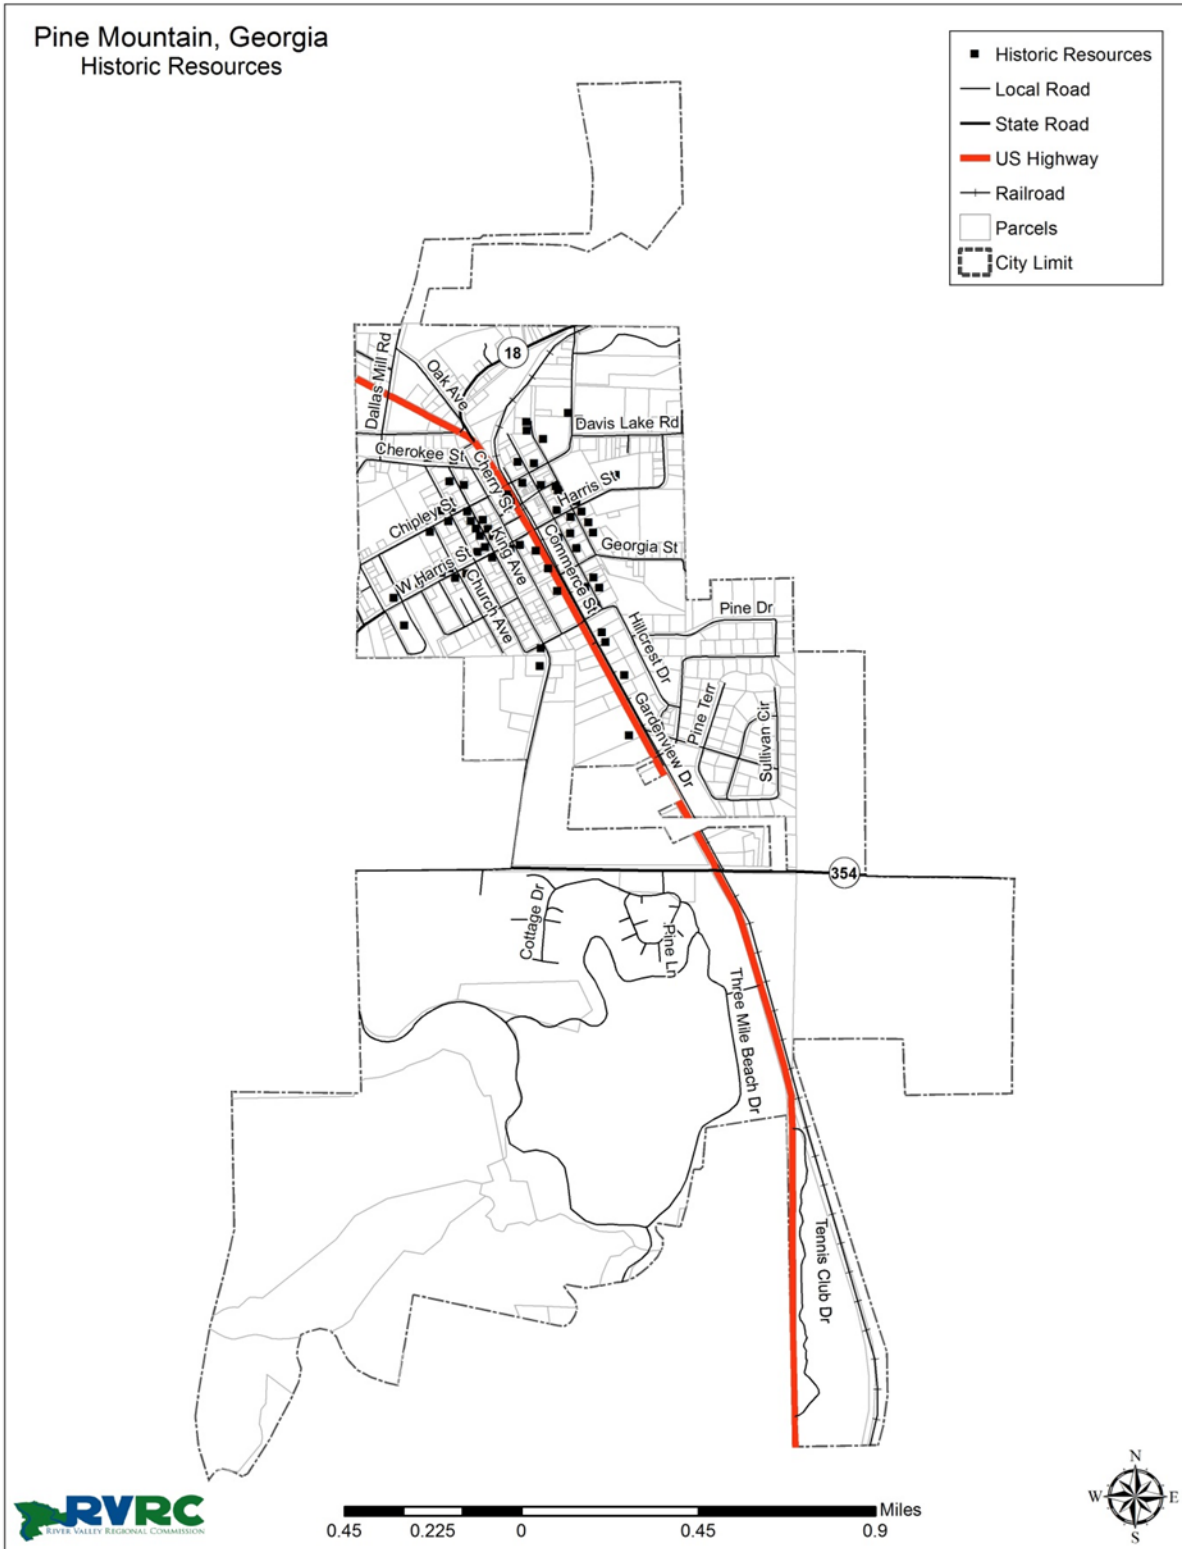 Pine Mountain, Georgia
Historic Resources
Historic Resources
Local Road
State Road
US Highway
Railroad
Parcels
City Limit
18
Dallas Mill Rd
Oak Ave
Davis Lake Rd
Cherokee St
Cherry St
Harris St
Chipley St
Commerce St
King Ave
Georgia St
W Harris St
Church Ave
Pine Dr
Hillcrest Dr
Pine Terr
Gardenview Dr
Sullivan Cir
354
Cottage Dr
Pine Ln
Three Mile Beach Dr
Tennis Club Dr
RVRC
RIVER VALLEY REGIONAL COMMISSION
Miles
0.45 0.225 0 0.45 0.9
N
W E
S